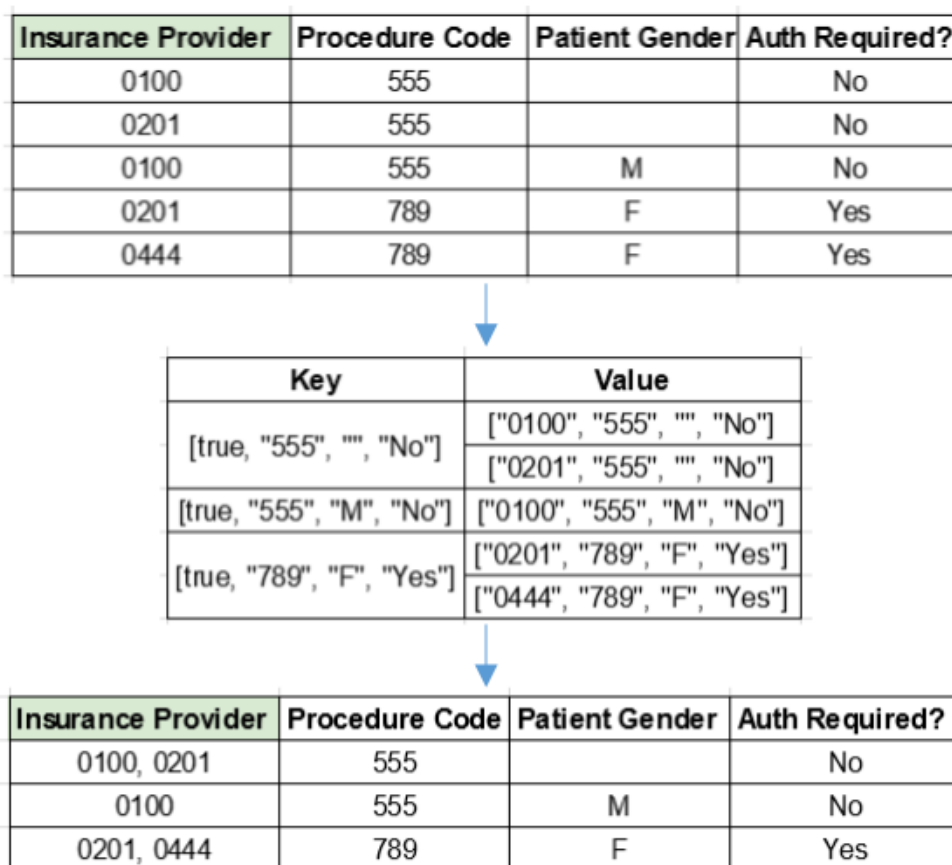 Insurance Provider Procedure Code Patient Gender Auth Required?
0100 555 No
0201 555 No
0100 555 M No
0201 789 F Yes
0444 789 F Yes
Key Value
[true, "555", "", "No"]
["0100", "555", "", "No"]
["0201", "555", "", "No"]
[true, "555", "M", "No"] ["0100", "555", "M", "No"]
[true, "789", "F", "Yes"]
["0201", "789", "F", "Yes"]
["0444", "789", "F", "Yes"]
Insurance Provider Procedure Code Patient Gender Auth Required?
0100, 0201 555 No
0100 555 M No
0201, 0444 789 F Yes